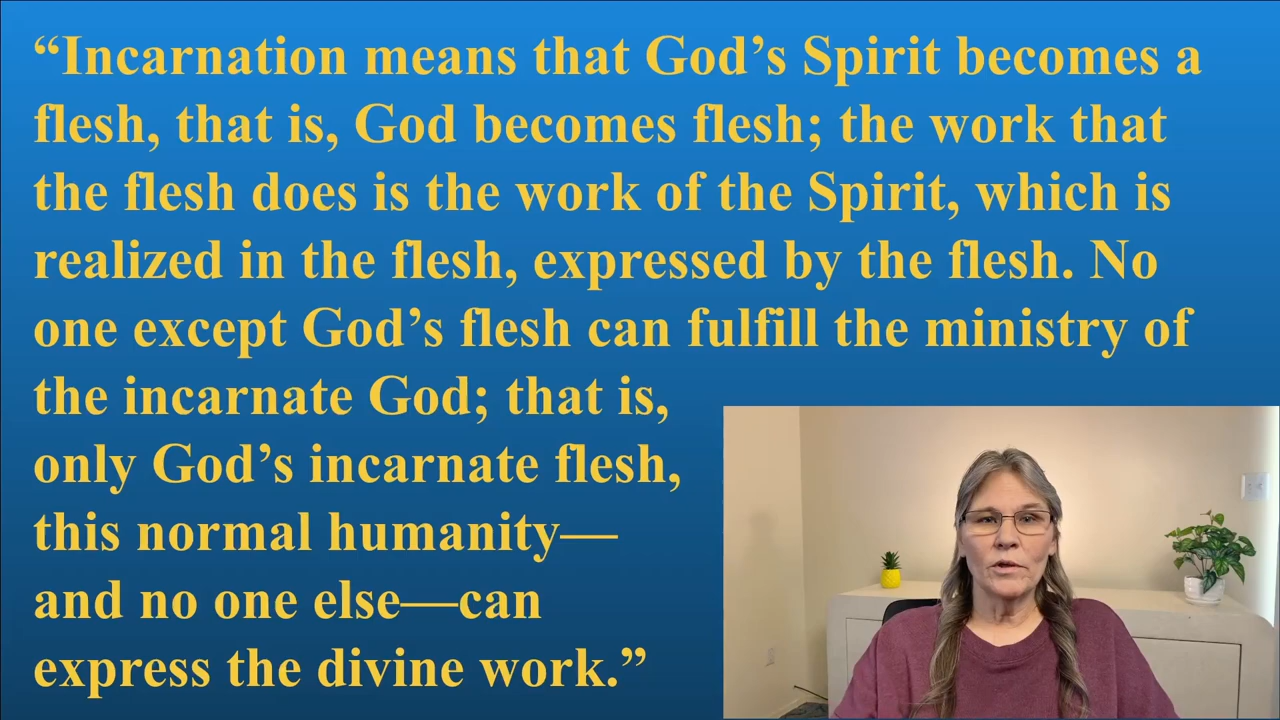 “Incarnation means that God’s Spirit becomes a
flesh, that is, God becomes flesh; the work that
the flesh does is the work of the Spirit, which is
realized in the flesh, expressed by the flesh. No
one except God’s flesh can fulfill the ministry of
the incarnate God; that is,
only God’s incarnate flesh,
this normal humanity—
and no one else—can
express the divine work.”